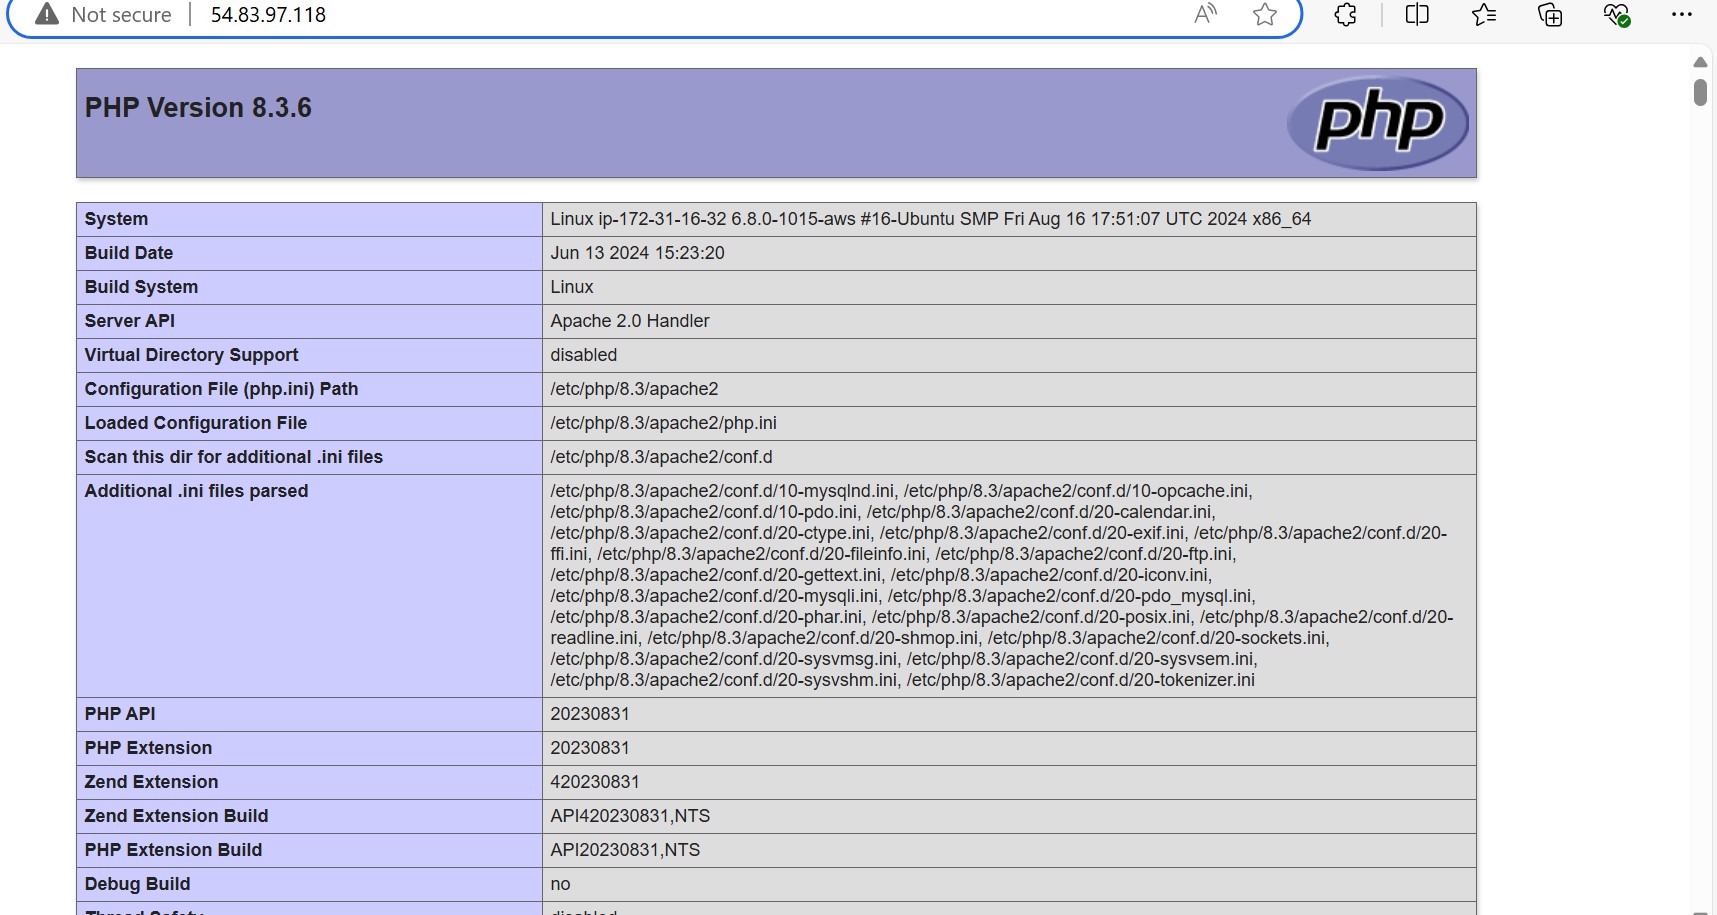 Not secure 54.83.97.118
PHP Version 8.3.6
php
System Linux ip-172-31-16-32 6.8.0-1015-aws #16-Ubuntu SMP Fri Aug 16 17:51:07 UTC 2024 x86_64
Build Date Jun 13 2024 15:23:20
Build System Linux
Server API Apache 2.0 Handler
Virtual Directory Support disabled
Configuration File (php.ini) Path /etc/php/8.3/apache2
Loaded Configuration File /etc/php/8.3/apache2/php.ini
Scan this dir for additional .ini files /etc/php/8.3/apache2/conf.d
Additional .ini files parsed /etc/php/8.3/apache2/conf.d/10-mysqlnd.ini, /etc/php/8.3/apache2/conf.d/10-opcache.ini,
/etc/php/8.3/apache2/conf.d/10-pdo.ini, /etc/php/8.3/apache2/conf.d/20-calendar.ini,
/etc/php/8.3/apache2/conf.d/20-ctype.ini, /etc/php/8.3/apache2/conf.d/20-exif.ini, /etc/php/8.3/apache2/conf.d/20-
ffi.ini, /etc/php/8.3/apache2/conf.d/20-fileinfo.ini, /etc/php/8.3/apache2/conf.d/20-ftp.ini,
/etc/php/8.3/apache2/conf.d/20-gettext.ini, /etc/php/8.3/apache2/conf.d/20-iconv.ini,
/etc/php/8.3/apache2/conf.d/20-mysqli.ini, /etc/php/8.3/apache2/conf.d/20-pdo_mysql.ini,
/etc/php/8.3/apache2/conf.d/20-phar.ini, /etc/php/8.3/apache2/conf.d/20-posix.ini, /etc/php/8.3/apache2/conf.d/20-
readline.ini, /etc/php/8.3/apache2/conf.d/20-shmop.ini, /etc/php/8.3/apache2/conf.d/20-sockets.ini,
/etc/php/8.3/apache2/conf.d/20-sysvmsg.ini, /etc/php/8.3/apache2/conf.d/20-sysvsem.ini,
/etc/php/8.3/apache2/conf.d/20-sysvshm.ini, /etc/php/8.3/apache2/conf.d/20-tokenizer.ini
PHP API 20230831
PHP Extension 20230831
Zend Extension 420230831
Zend Extension Build API420230831,NTS
PHP Extension Build API20230831,NTS
Debug Build no